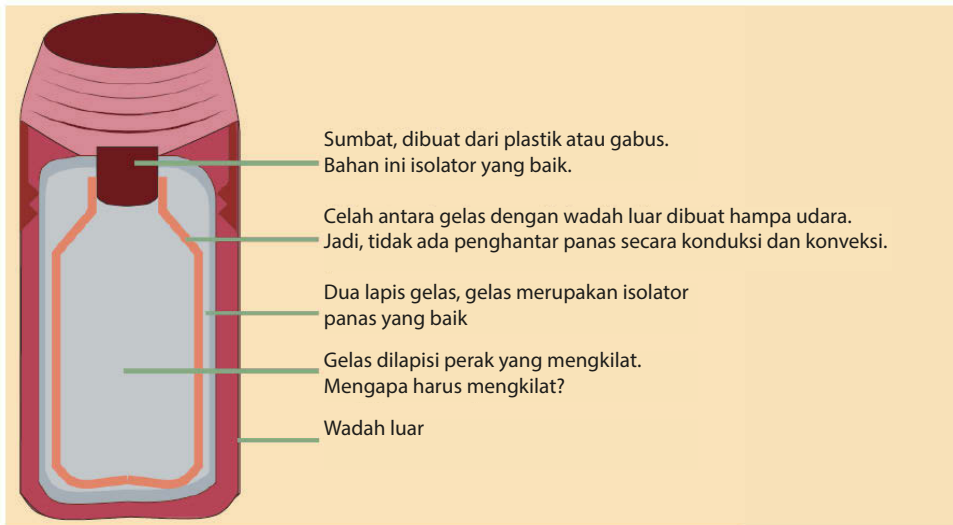 Sumbat, dibuat dari plastik atau gabus.
Bahan ini isolator yang baik.
Celah antara gelas dengan wadah luar dibuat hampa udara.
Jadi, tidak ada penghantar panas secara konduksi dan konveksi.
Dua lapis gelas, gelas merupakan isolator
panas yang baik
Gelas dilapisi perak yang mengkilat.
Mengapa harus mengkilat?
Wadah luar